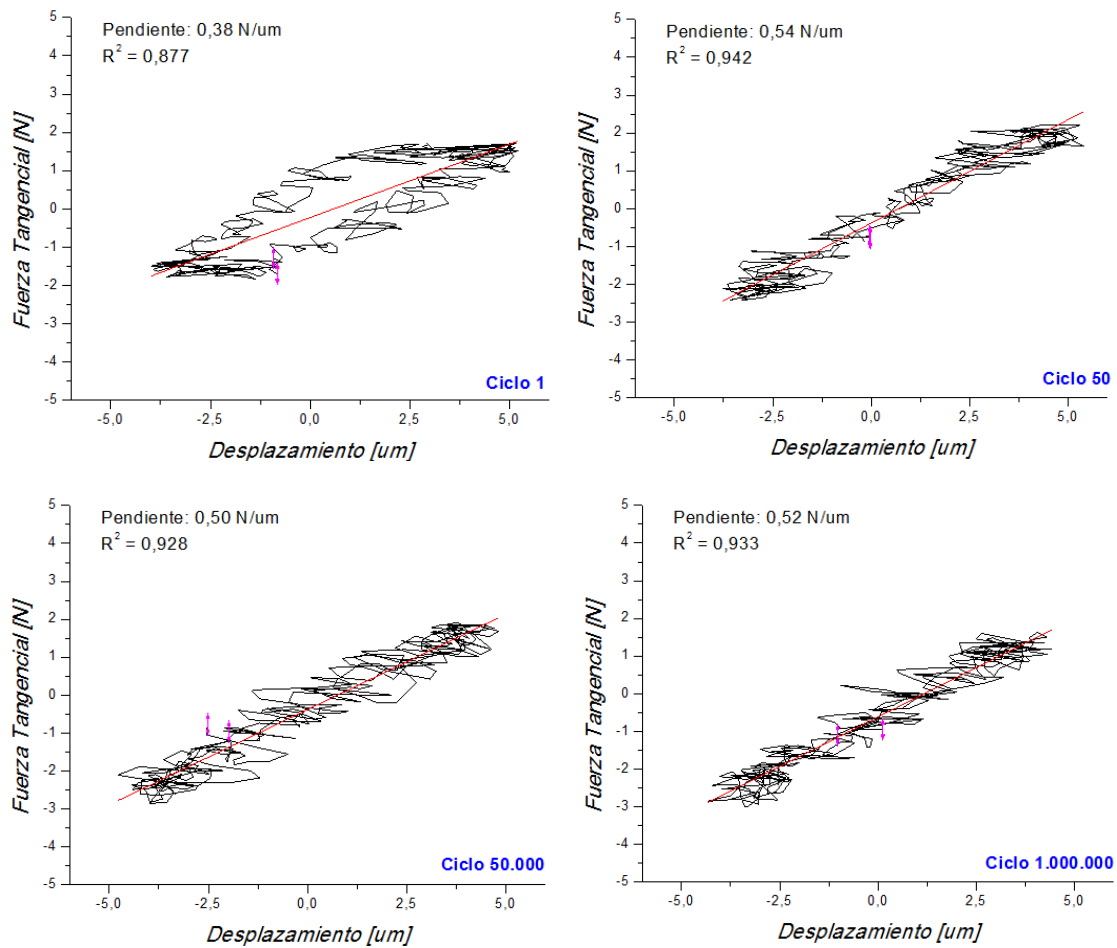 Pendiente: 0,38 N/um
R² = 0,877
5
4
3
2
1
0
-1
-2
-3
-4
-5
Fuerza Tangencial [N]
Ciclo 1
-5,0 -2,5 0,0 2,5 5,0
Desplazamiento [um]
Pendiente: 0,54 N/um
R² = 0,942
5
4
3
2
1
0
-1
-2
-3
-4
-5
Fuerza Tangencial [N]
Ciclo 50
-5,0 -2,5 0,0 2,5 5,0
Desplazamiento [um]
Pendiente: 0,50 N/um
R² = 0,928
5
4
3
2
1
0
-1
-2
-3
-4
-5
Fuerza Tangencial [N]
Ciclo 50.000
-5,0 -2,5 0,0 2,5 5,0
Desplazamiento [um]
Pendiente: 0,52 N/um
R² = 0,933
5
4
3
2
1
0
-1
-2
-3
-4
-5
Fuerza Tangencial [N]
Ciclo 1.000.000
-5,0 -2,5 0,0 2,5 5,0
Desplazamiento [um]